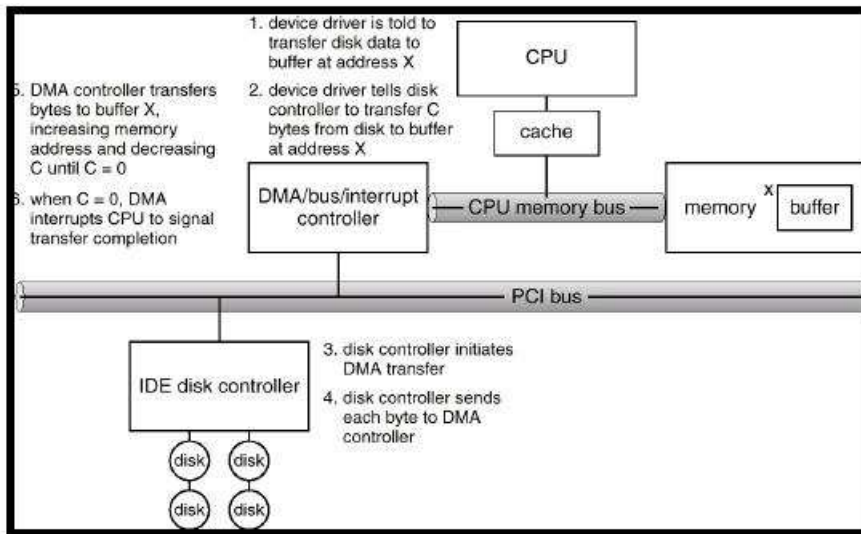 1. device driver is told to
transfer disk data to
buffer at address X
2. device driver tells disk
controller to transfer C
bytes from disk to buffer
at address X
5. DMA controller transfers
bytes to buffer X,
increasing memory
address and decreasing
C until C = 0
6. when C = 0, DMA
interrupts CPU to signal
transfer completion
CPU
cache
DMA/bus/interrupt
controller
CPU memory bus
memory
X
buffer
PCI bus
IDE disk controller
3. disk controller initiates
DMA transfer
4. disk controller sends
each byte to DMA
controller
disk
disk
disk
disk